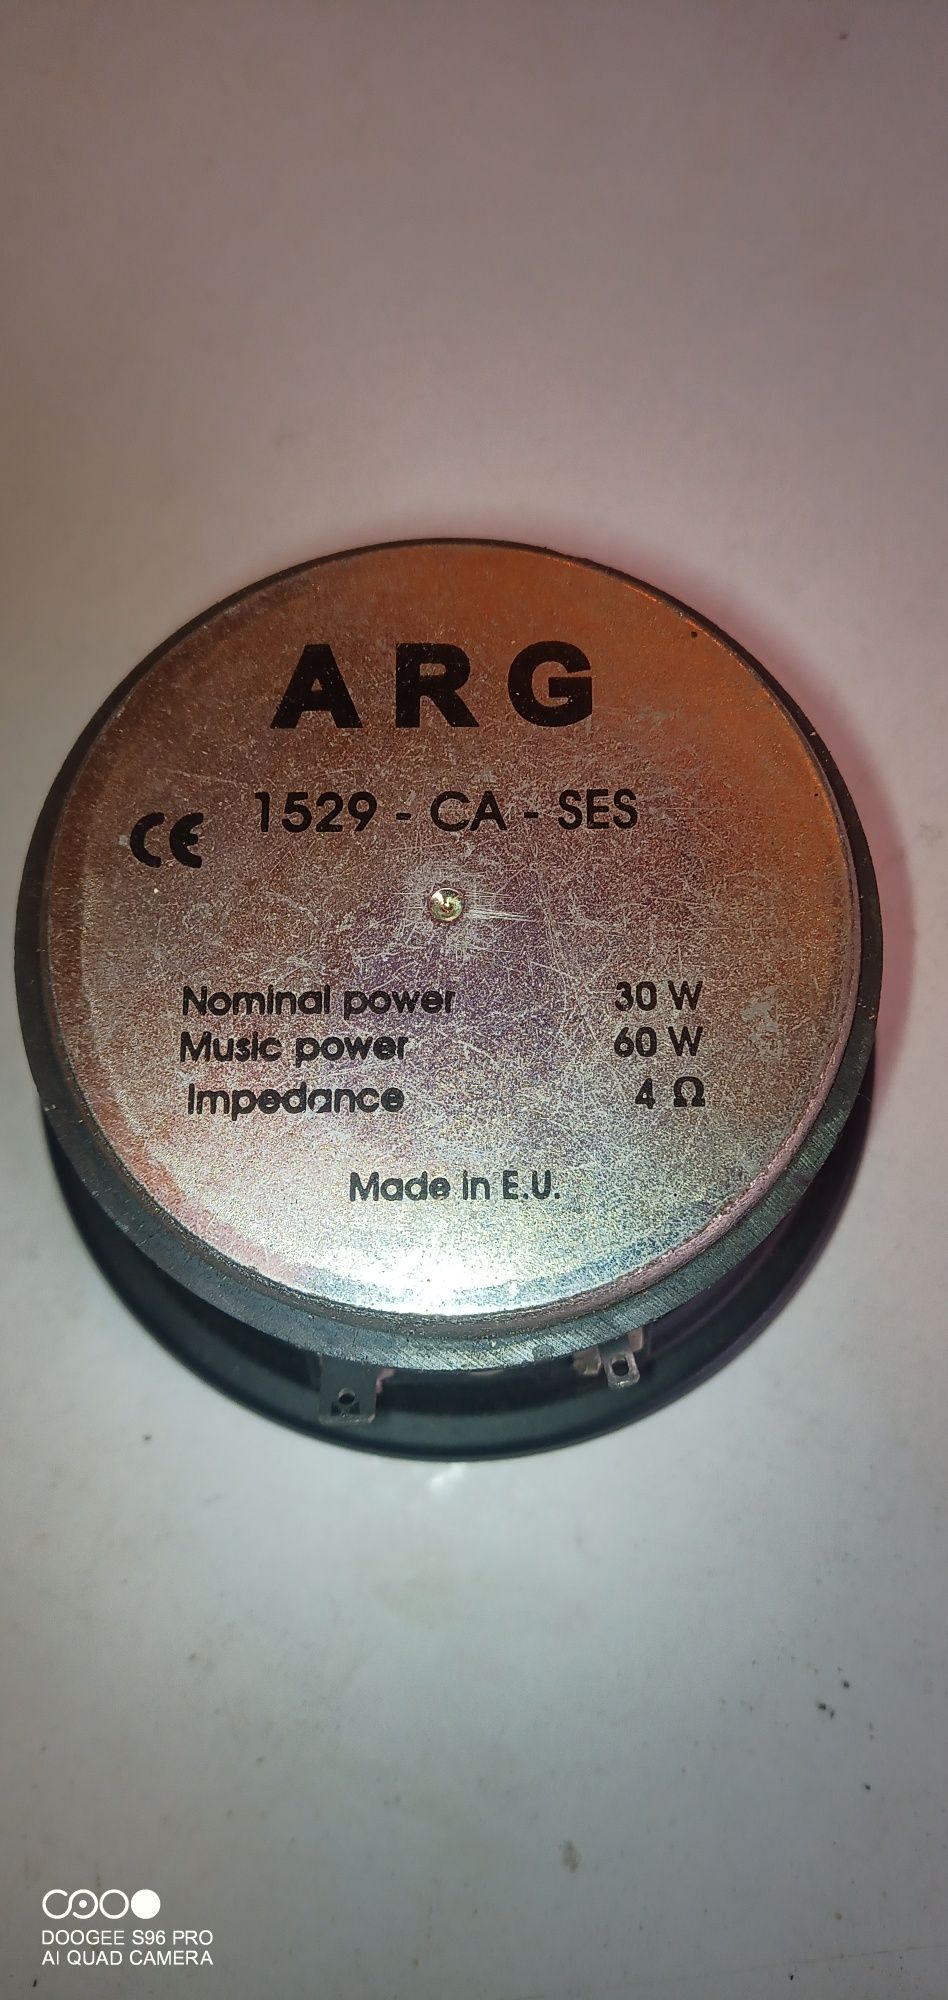 ARG
CE 1529 - CA - SES
Nominal power 30 W
Music power 60 W
Impedance 4 Ω
Made in E.U.
DOOGEE S96 PRO
AI QUAD CAMERA